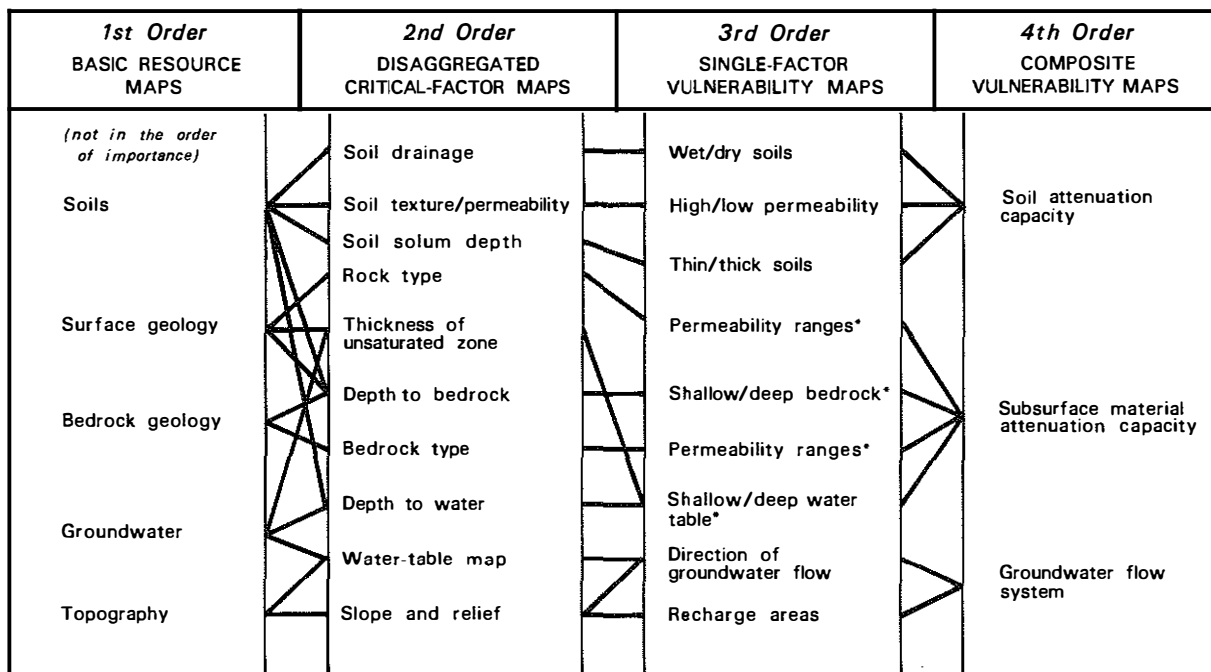 1st Order
BASIC RESOURCE
MAPS
2nd Order
DISAGGREGATED
CRITICAL-FACTOR MAPS
3rd Order
SINGLE-FACTOR
VULNERABILITY MAPS
4th Order
COMPOSITE
VULNERABILITY MAPS
(not in the order
of importance)
Soils
Surface geology
Bedrock geology
Groundwater
Topography
Soil drainage
Soil texture/permeability
Soil solum depth
Rock type
Thickness of
unsaturated zone
Depth to bedrock
Bedrock type
Depth to water
Water-table map
Slope and relief
Wet/dry soils
High/low permeability
Thin/thick soils
Permeability ranges*
Shallow/deep bedrock*
Permeability ranges*
Shallow/deep water
table*
Direction of
groundwater flow
Recharge areas
Soil attenuation
capacity
Subsurface material
attenuation capacity
Groundwater flow
system